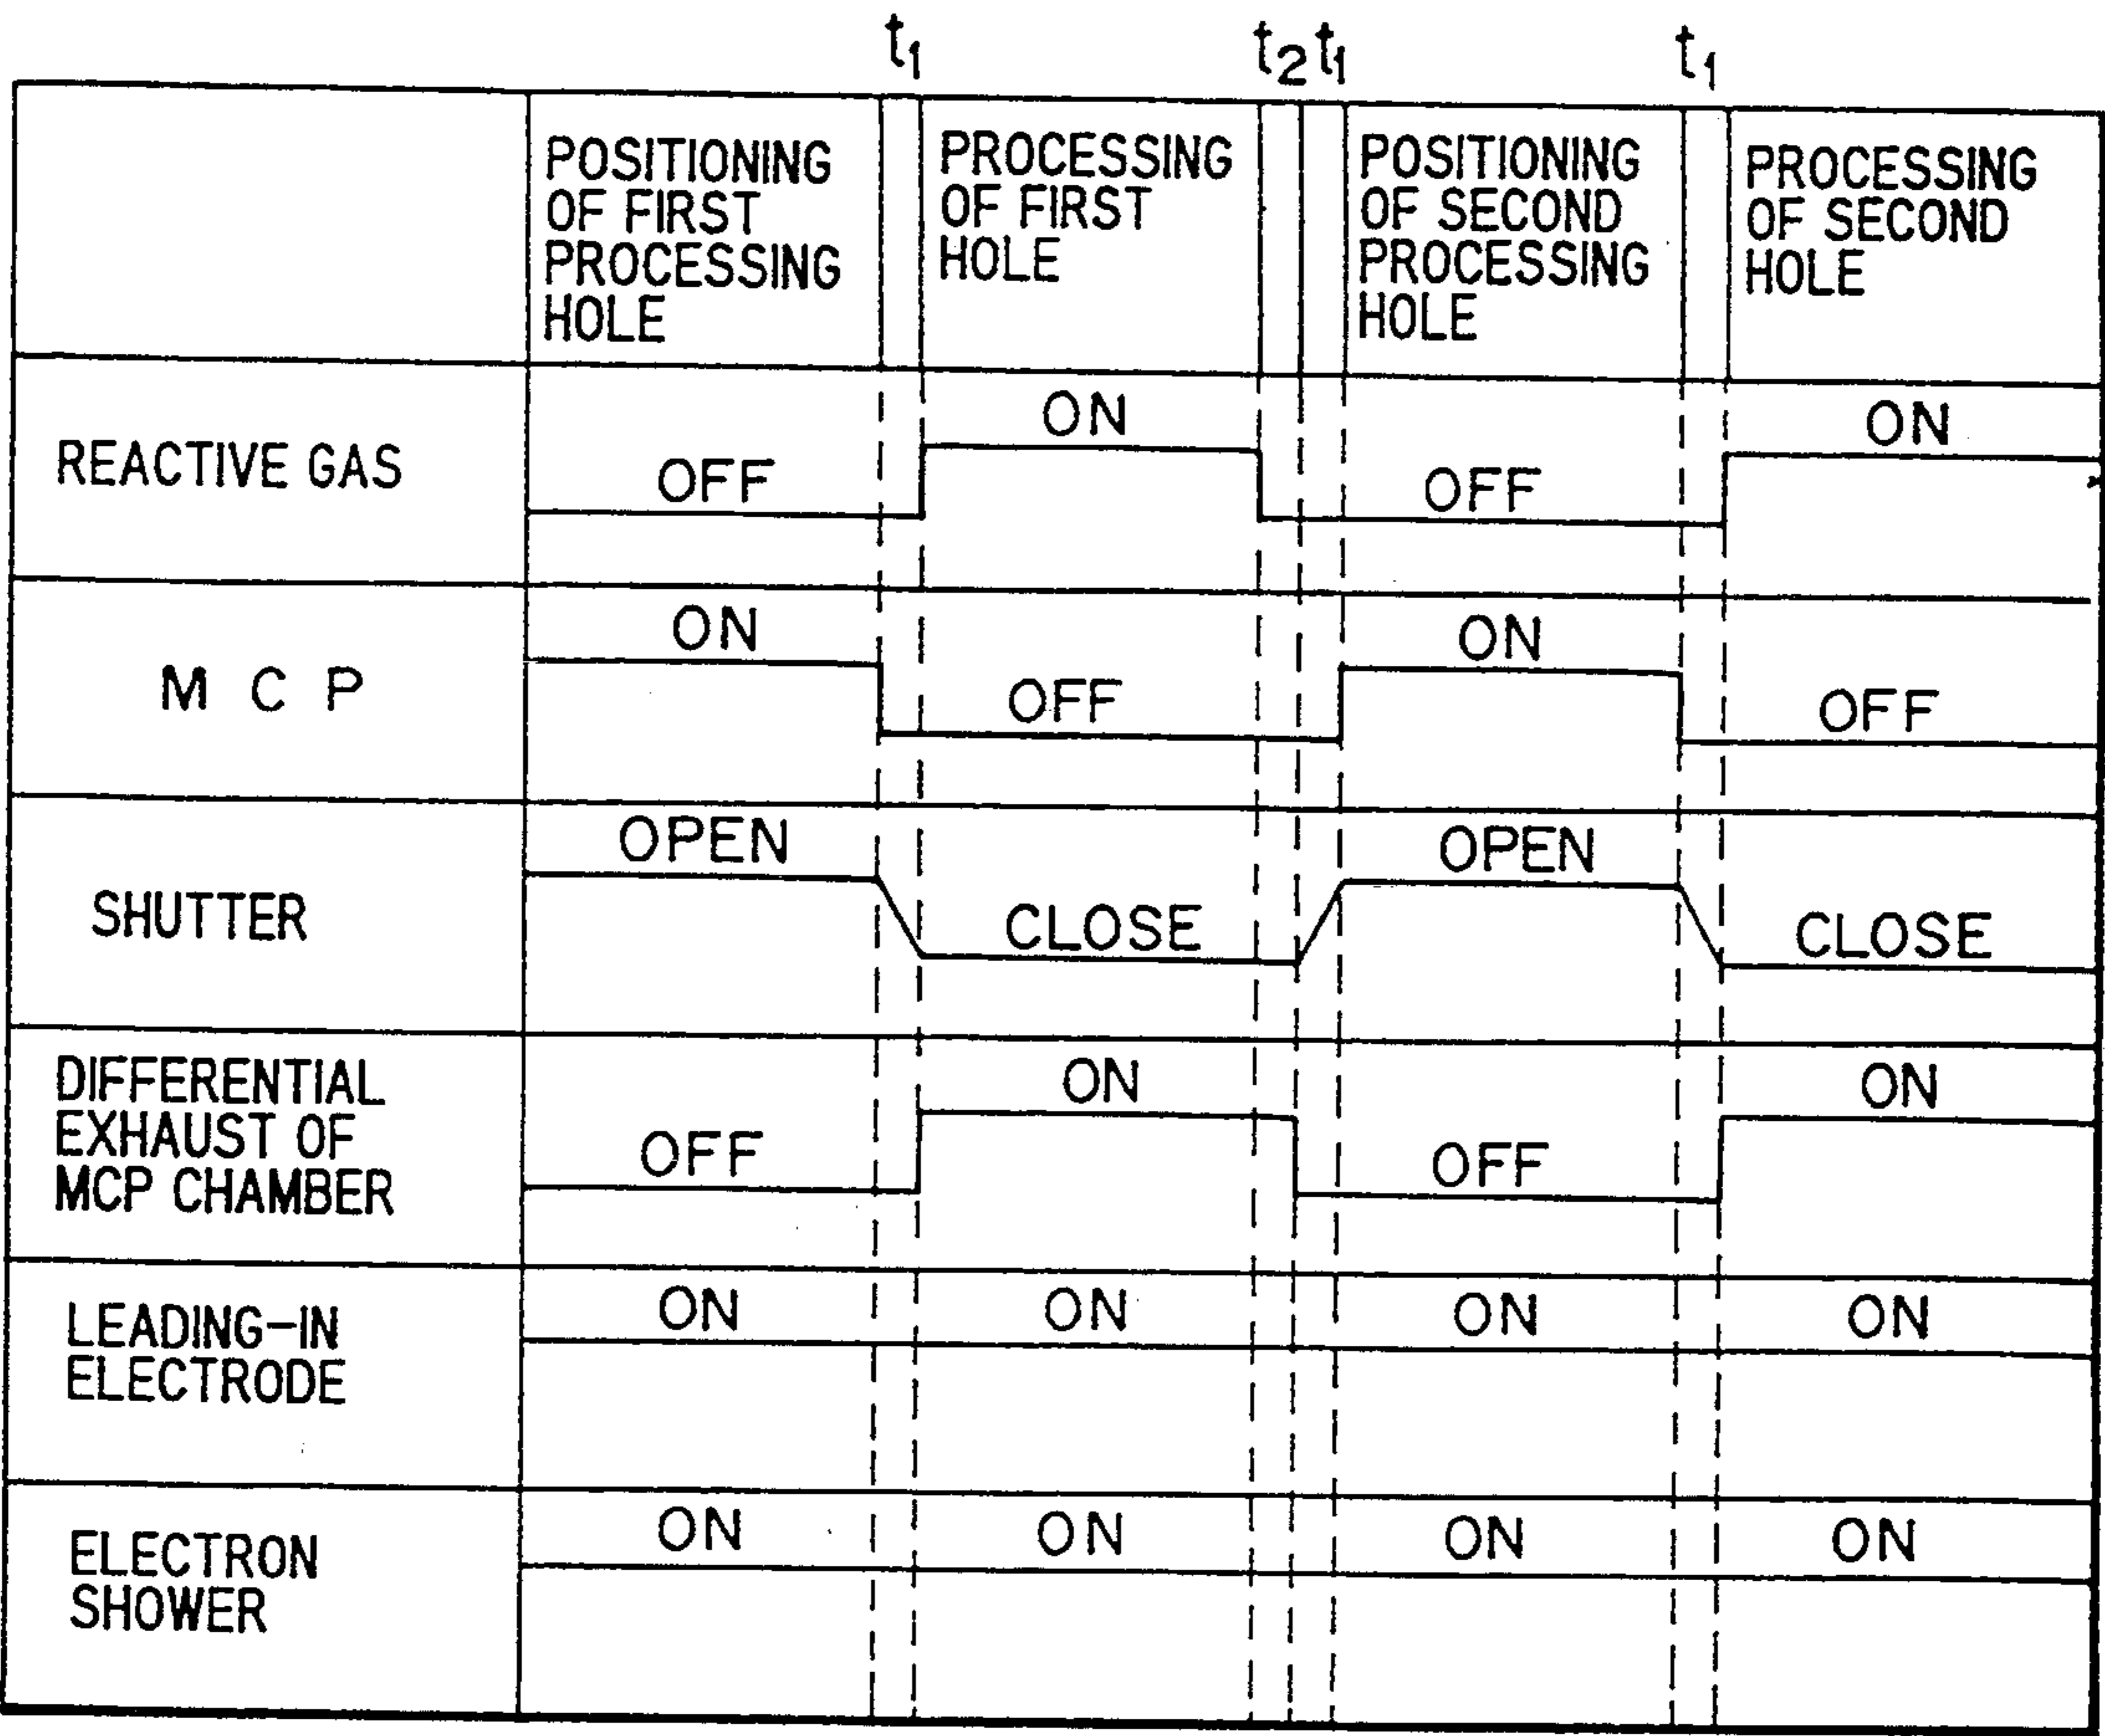 t1 t2 t1 t1
POSITIONING
OF FIRST
PROCESSING
HOLE
PROCESSING
OF FIRST
HOLE
POSITIONING
OF SECOND
PROCESSING
HOLE
PROCESSING
OF SECOND
HOLE
REACTIVE GAS
OFF ON OFF ON
M C P
ON OFF ON OFF
SHUTTER
OPEN CLOSE OPEN CLOSE
DIFFERENTIAL
EXHAUST OF
MCP CHAMBER
OFF ON OFF ON
LEADING-IN
ELECTRODE
ON ON ON ON
ELECTRON
SHOWER
ON ON ON ON